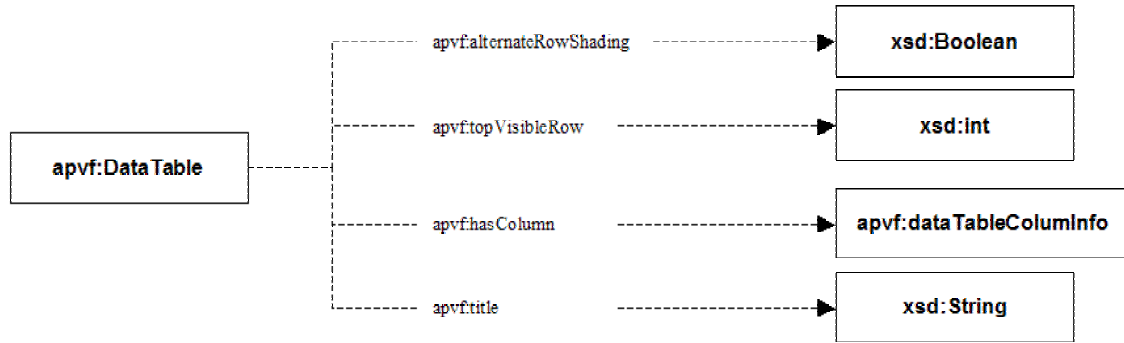 apvf:alternateRowShading
xsd:Boolean
apvf:topVisibleRow
xsd:int
apvf:DataTable
apvf:hasColumn
apvf:dataTableColumInfo
apvf:title
xsd:String